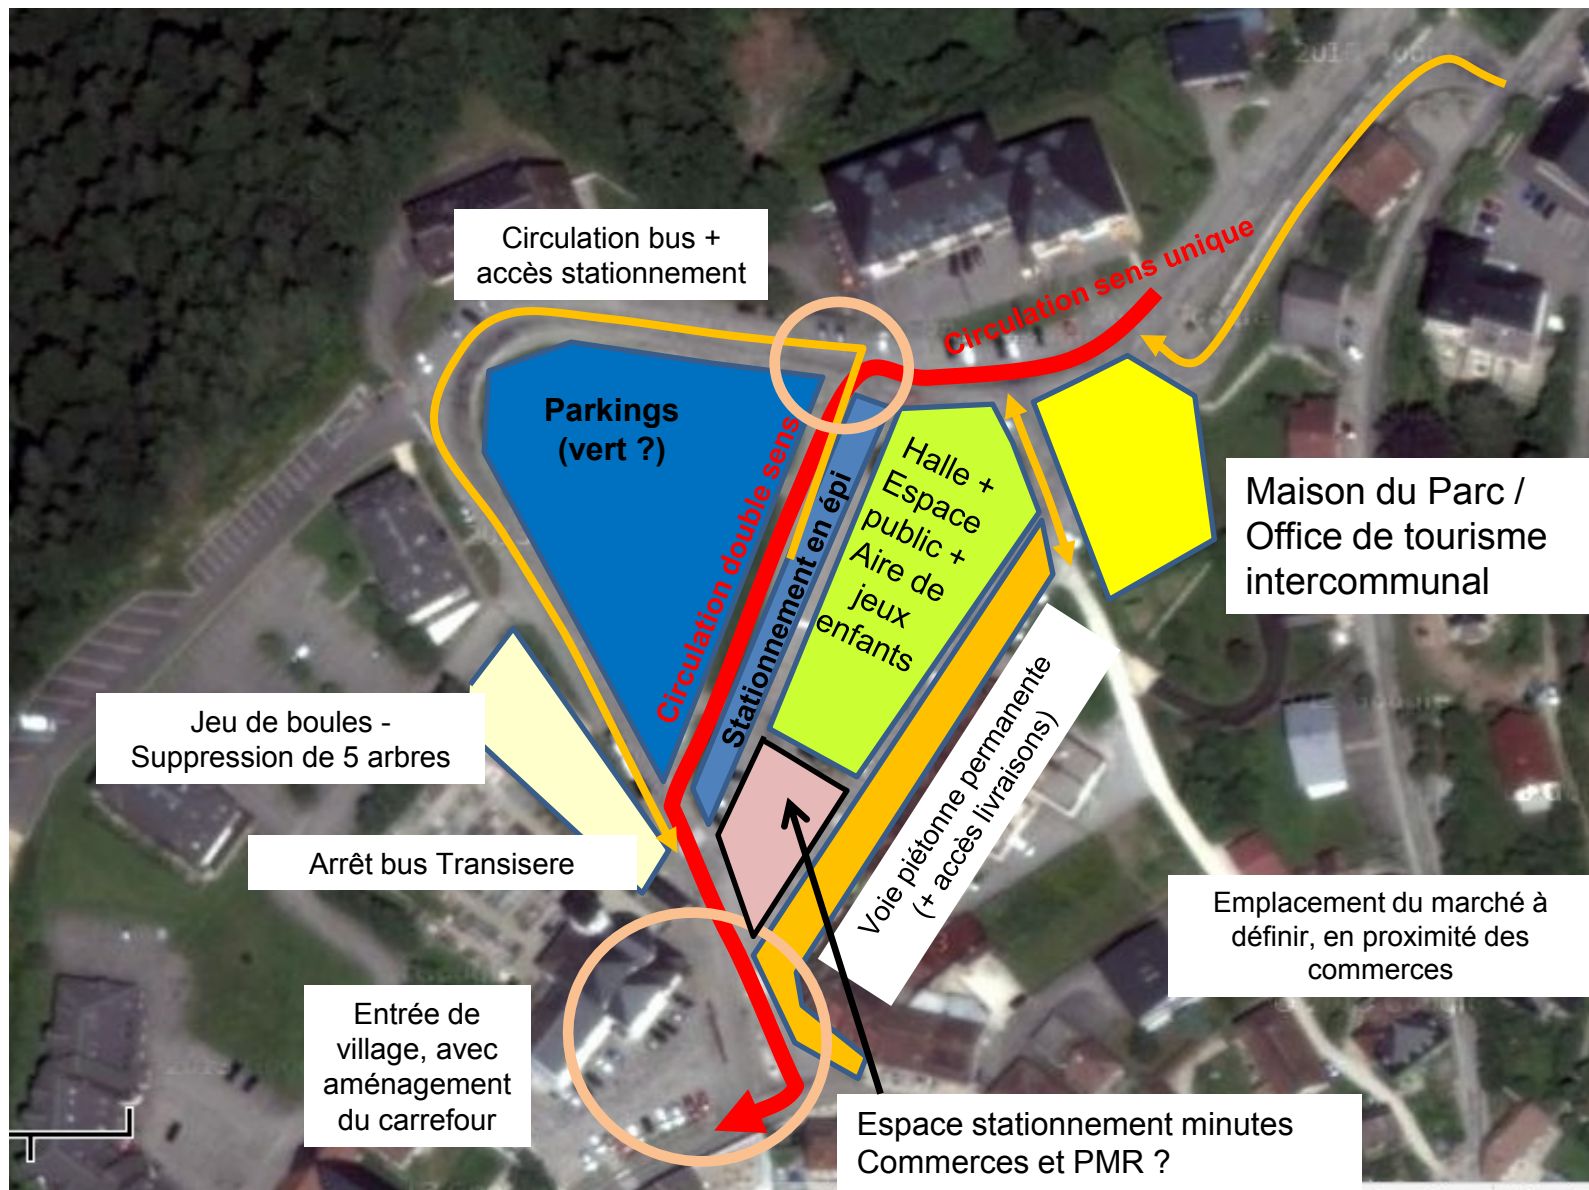 Circulation bus +
accès stationnement
Circulation sens unique
Parkings
(vert ?)
Circulation double sens
Stationnement en épi
Halle +
Espace
public +
Aire de
jeux
enfants
Maison du Parc /
Office de tourisme
intercommunal
Jeu de boules -
Suppression de 5 arbres
Arrêt bus Transisere
Voie piétonne permanente
(+ accès livraisons)
Emplacement du marché à
définir, en proximité des
commerces
Entrée de
village, avec
aménagement
du carrefour
Espace stationnement minutes
Commerces et PMR ?